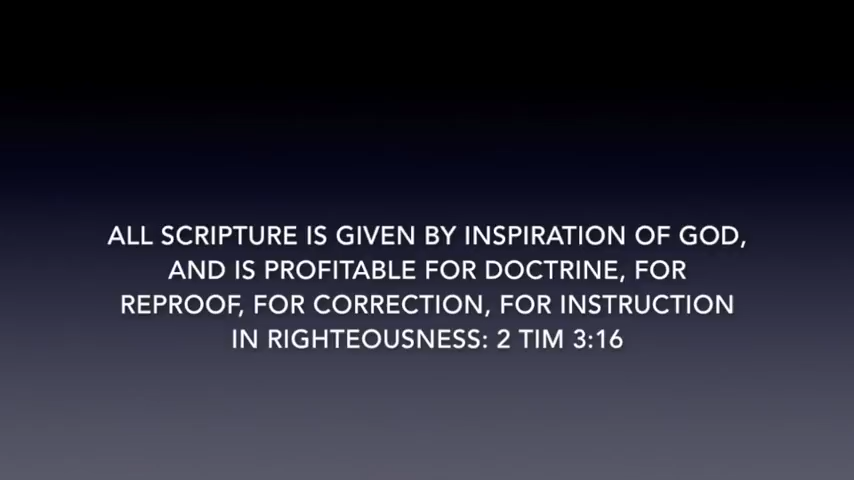 ALL SCRIPTURE IS GIVEN BY INSPIRATION OF GOD,
AND IS PROFITABLE FOR DOCTRINE, FOR
REPROOF, FOR CORRECTION, FOR INSTRUCTION
IN RIGHTEOUSNESS: 2 TIM 3:16